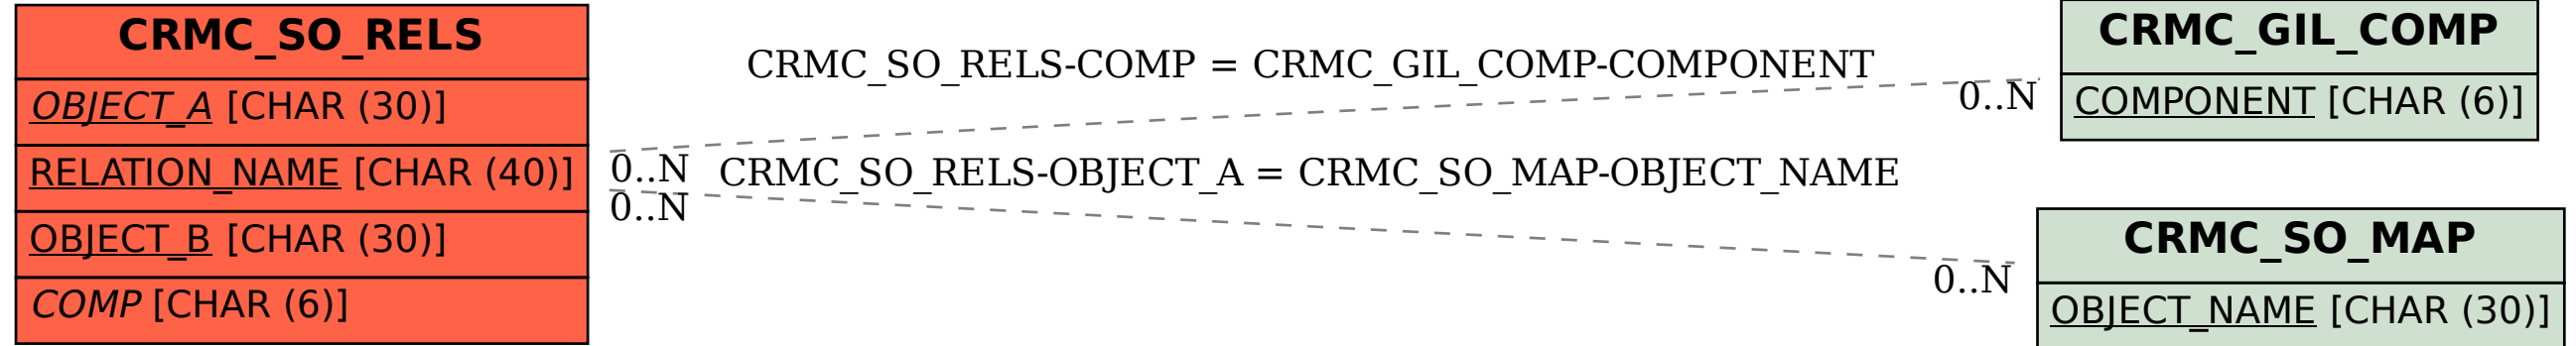 CRMC_SO_RELS
OBJECT_A [CHAR (30)]
RELATION_NAME [CHAR (40)]
OBJECT_B [CHAR (30)]
COMP [CHAR (6)]
CRMC_SO_RELS-COMP = CRMC_GIL_COMP-COMPONENT
0..N
0..N
CRMC_SO_RELS-OBJECT_A = CRMC_SO_MAP-OBJECT_NAME
0..N
0..N
CRMC_GIL_COMP
COMPONENT [CHAR (6)]
CRMC_SO_MAP
OBJECT_NAME [CHAR (30)]